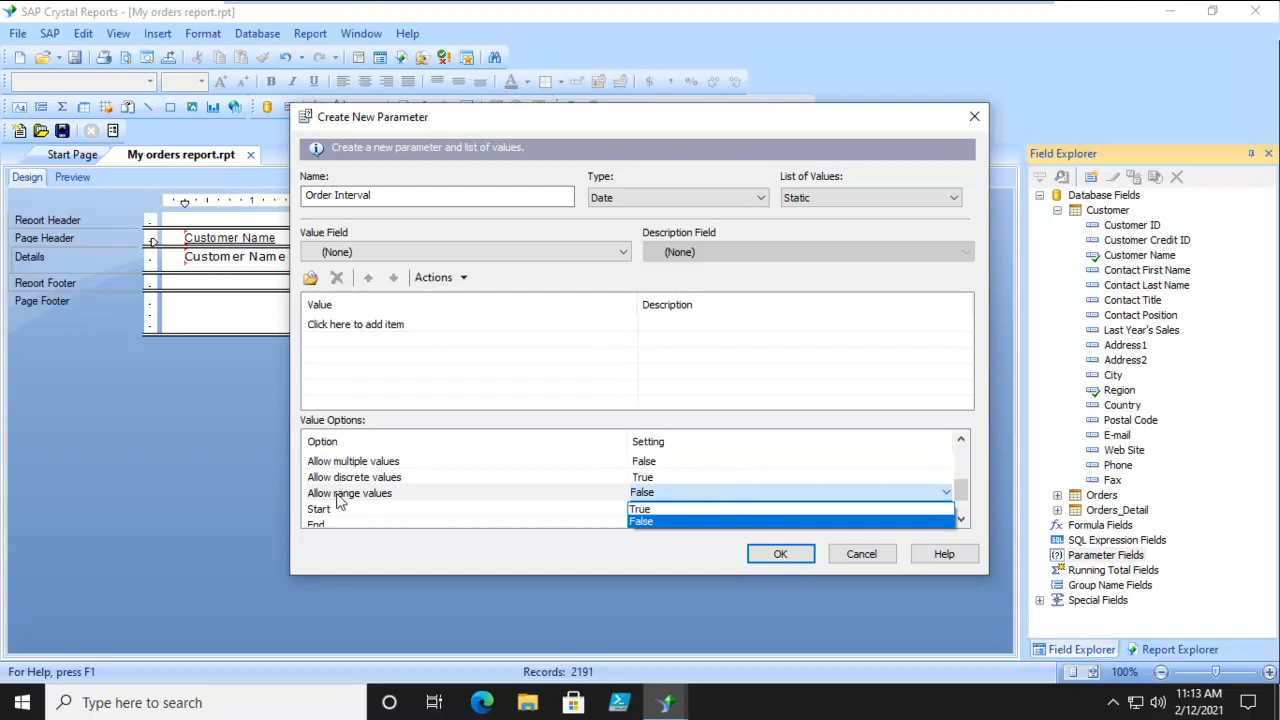 SAP Crystal Reports - [My orders report.rpt]
File SAP Edit View Insert Format Database Report Window Help
Start Page My orders report.rpt
Design Preview
1
Report Header
Page Header Customer Name
Details Customer Name
Report Footer
Page Footer
Create New Parameter
Create a new parameter and list of values.
Name: Type: List of Values:
Order Interval Date Static
Value Field Description Field
(None) (None)
Actions
Value Description
Click here to add item
Value Options:
Option Setting
Allow multiple values False
Allow discrete values True
Allow range values False
Start True
End False
OK Cancel Help
Field Explorer
Database Fields
Customer
Customer ID
Customer Credit ID
Customer Name
Contact First Name
Contact Last Name
Contact Title
Contact Position
Last Year's Sales
Address1
Address2
City
Region
Country
Postal Code
E-mail
Web Site
Phone
Fax
Orders
Orders_Detail
Formula Fields
SQL Expression Fields
Parameter Fields
Running Total Fields
Group Name Fields
Special Fields
Field Explorer Report Explorer
For Help, press F1 Records: 2191 100%
Type here to search
11:13 AM
2/12/2021